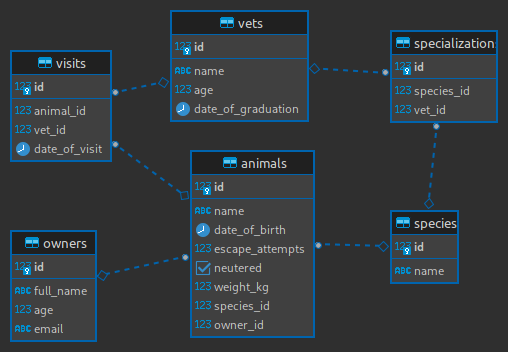 vets
123 id
ABC name
123 age
date_of_graduation
visits
123 id
123 animal_id
123 vet_id
date_of_visit
specialization
123 id
123 species_id
123 vet_id
animals
123 id
ABC name
date_of_birth
123 escape_attempts
neutered
123 weight_kg
123 species_id
123 owner_id
species
123 id
ABC name
owners
123 id
ABC full_name
123 age
ABC email